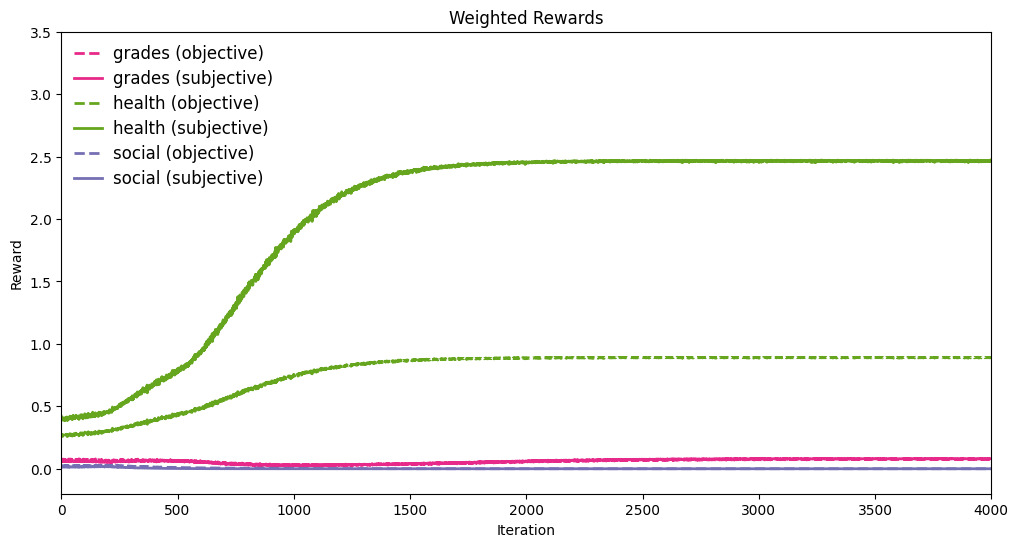 Weighted Rewards
3.5
3.0
2.5
2.0
1.5
1.0
0.5
0.0
Reward
grades (objective)
grades (subjective)
health (objective)
health (subjective)
social (objective)
social (subjective)
0 500 1000 1500 2000 2500 3000 3500 4000
Iteration